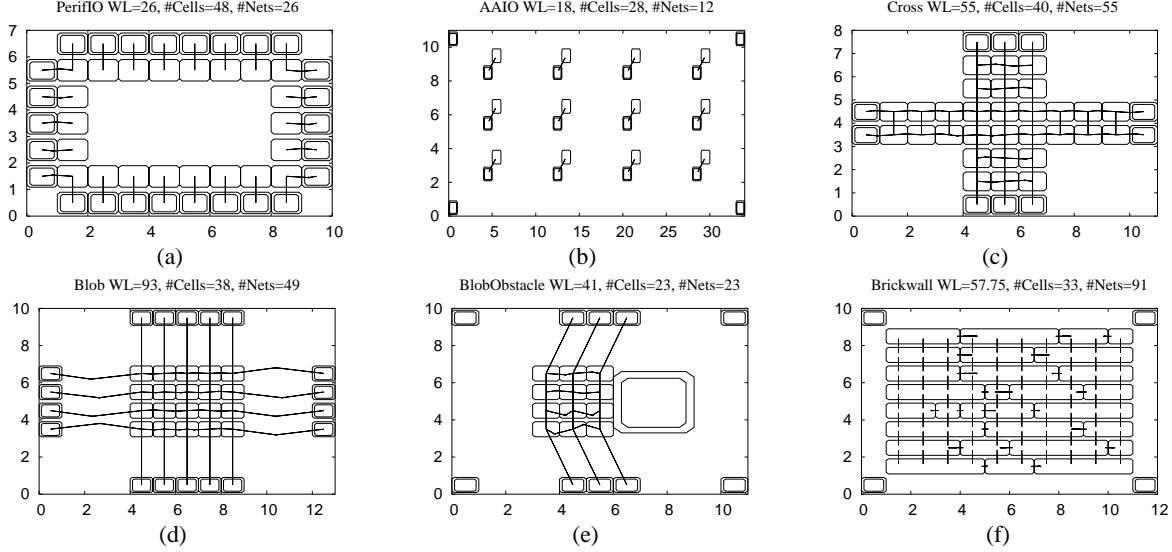 PerifIO WL=26, #Cells=48, #Nets=26
7
6
5
4
3
2
1
0
0 2 4 6 8 10
(a)
AAIO WL=18, #Cells=28, #Nets=12
10
8
6
4
2
0
0 5 10 15 20 25 30
(b)
Cross WL=55, #Cells=40, #Nets=55
8
7
6
5
4
3
2
1
0
0 2 4 6 8 10
(c)
Blob WL=93, #Cells=38, #Nets=49
10
8
6
4
2
0
0 2 4 6 8 10 12
(d)
BlobObstacle WL=41, #Cells=23, #Nets=23
10
8
6
4
2
0
0 2 4 6 8 10
(e)
Brickwall WL=57.75, #Cells=33, #Nets=91
10
8
6
4
2
0
0 2 4 6 8 10 12
(f)